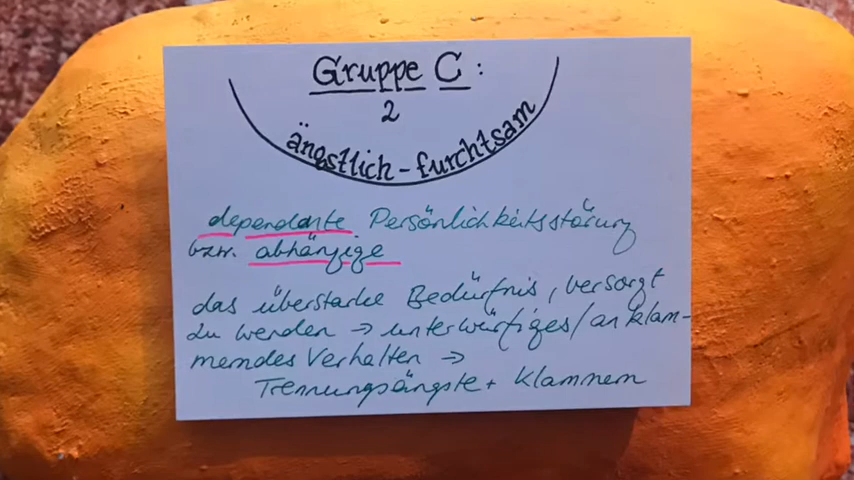 Gruppe C:
2
ängstlich-furchtsam
dependante Persönlichkeitsstörung
bzw. abhängige
das überstarke Bedürfnis, versorgt
zu werden → unterwürfiges/anklam-
merndes Verhalten →
Trennungsängste + Klammern